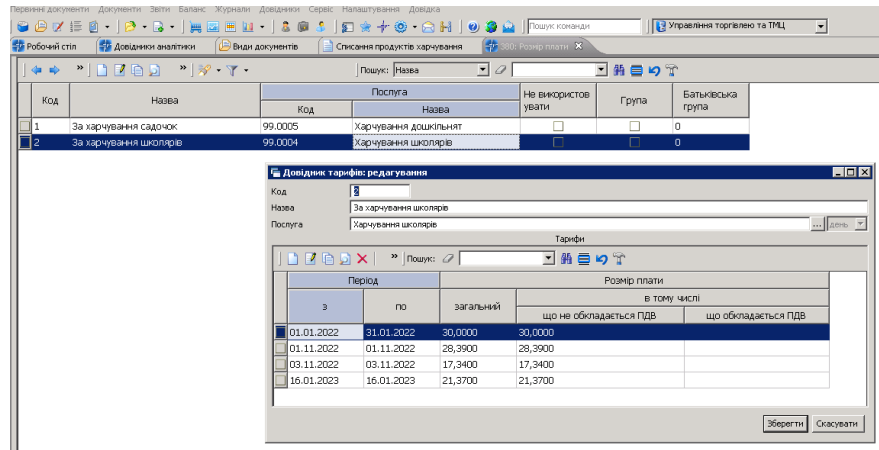 Первинні документи Документи Звіти Баланс Журнали Довідники Сервіс Налаштування Довідка
Пошук команди Управління торгівлею та ТМЦ
Робочий стіл Довідники аналітики Види документів Списання продуктів харчування 380: Розмір плати
Пошук: Назва
Код Назва Послуга Не використовувати Група Батьківська група
Код Назва
1 За харчування садочок 99.0005 Харчування дошкільнят 0
2 За харчування школярів 99.0004 Харчування школярів 0
Довідник тарифів: редагування
Код 2
Назва За харчування школярів
Послуга Харчування школярів ... день
Тарифи
Пошук:
Період Розмір плати
з по загальний в тому числі
що не обкладається ПДВ що обкладається ПДВ
01.01.2022 31.01.2022 30,0000 30,0000
01.11.2022 01.11.2022 28,3900 28,3900
03.11.2022 03.11.2022 17,3400 17,3400
16.01.2023 16.01.2023 21,3700 21,3700
Зберегти Скасувати